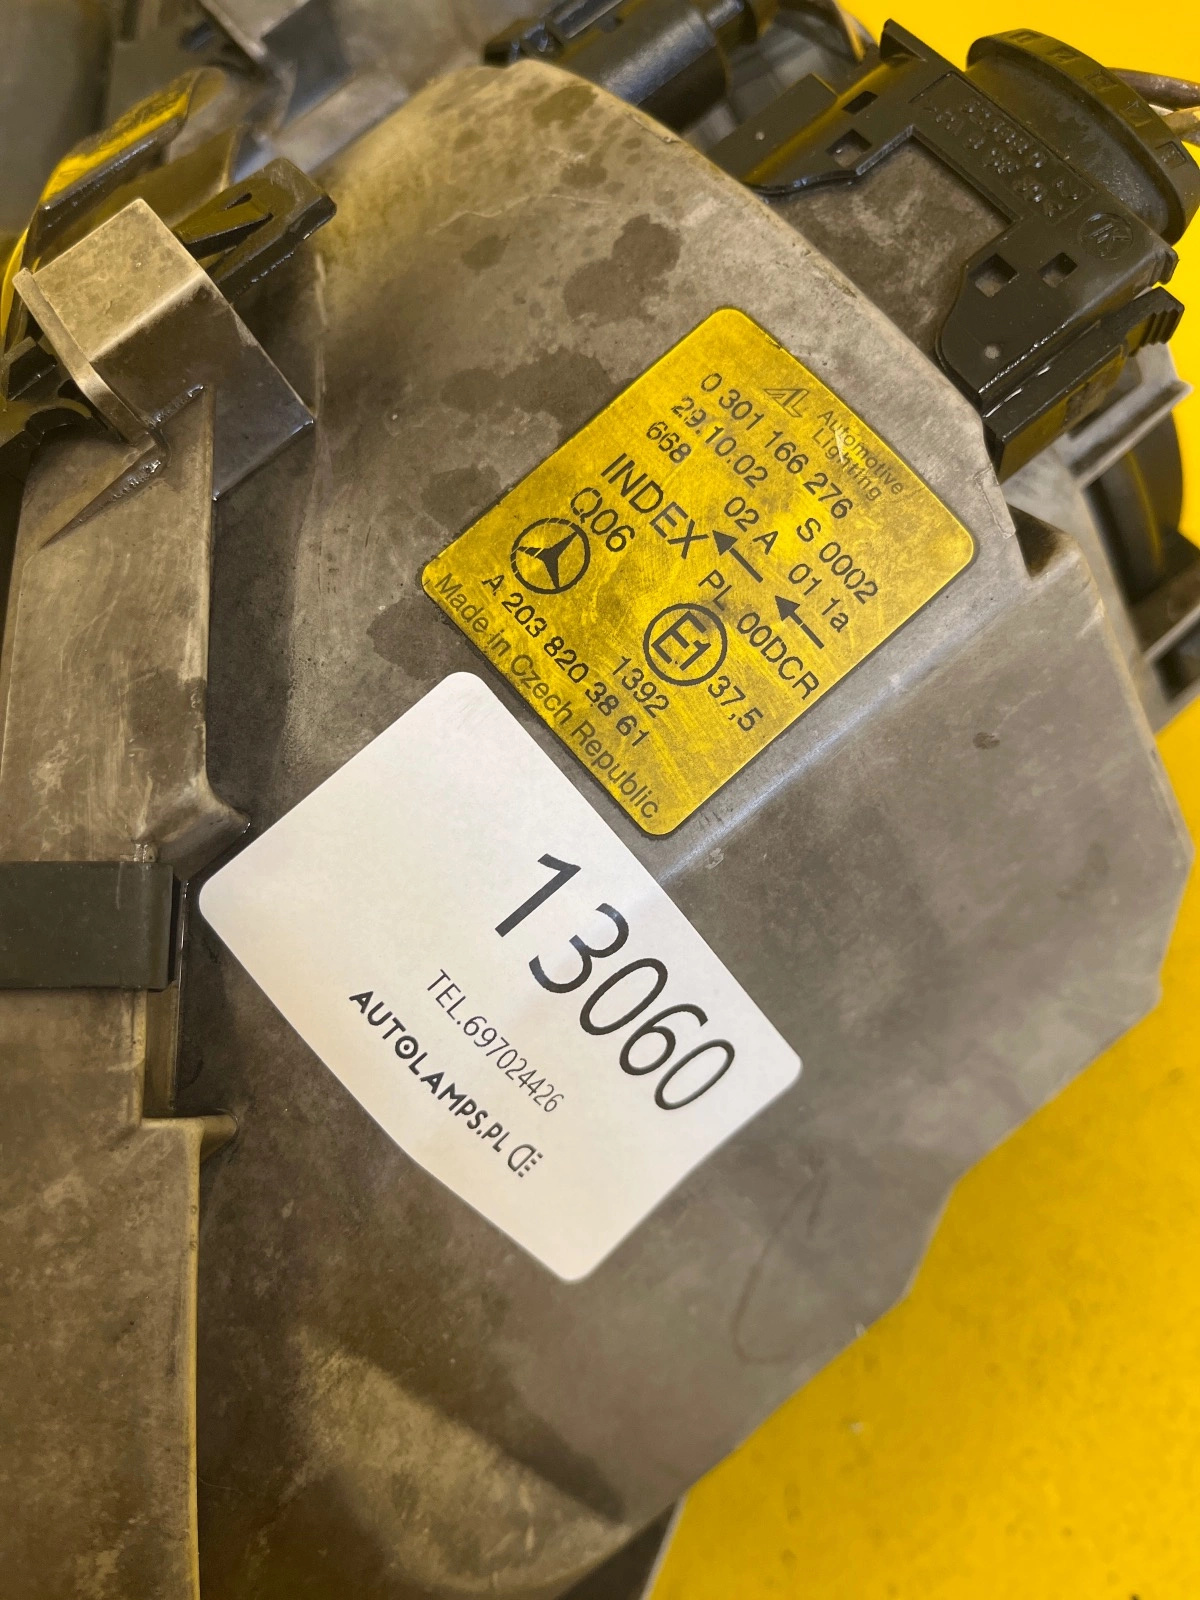 AL Automotive
Lighting
0 301 166 276
29.10.02 S 0002
668 02 A 01 1a
INDEX PL 00DCR
Q06 E1 37,5
1392
A 203 820 38 61
Made in Czech Republic
13060
TEL.697024426
AUTOLAMPS.PL